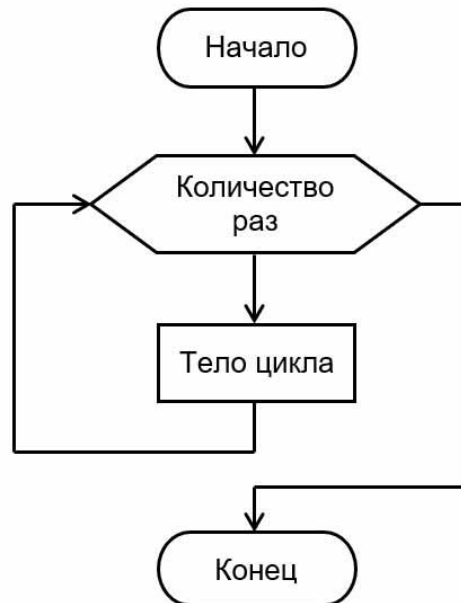 Начало
Количество
раз
Тело цикла
Конец